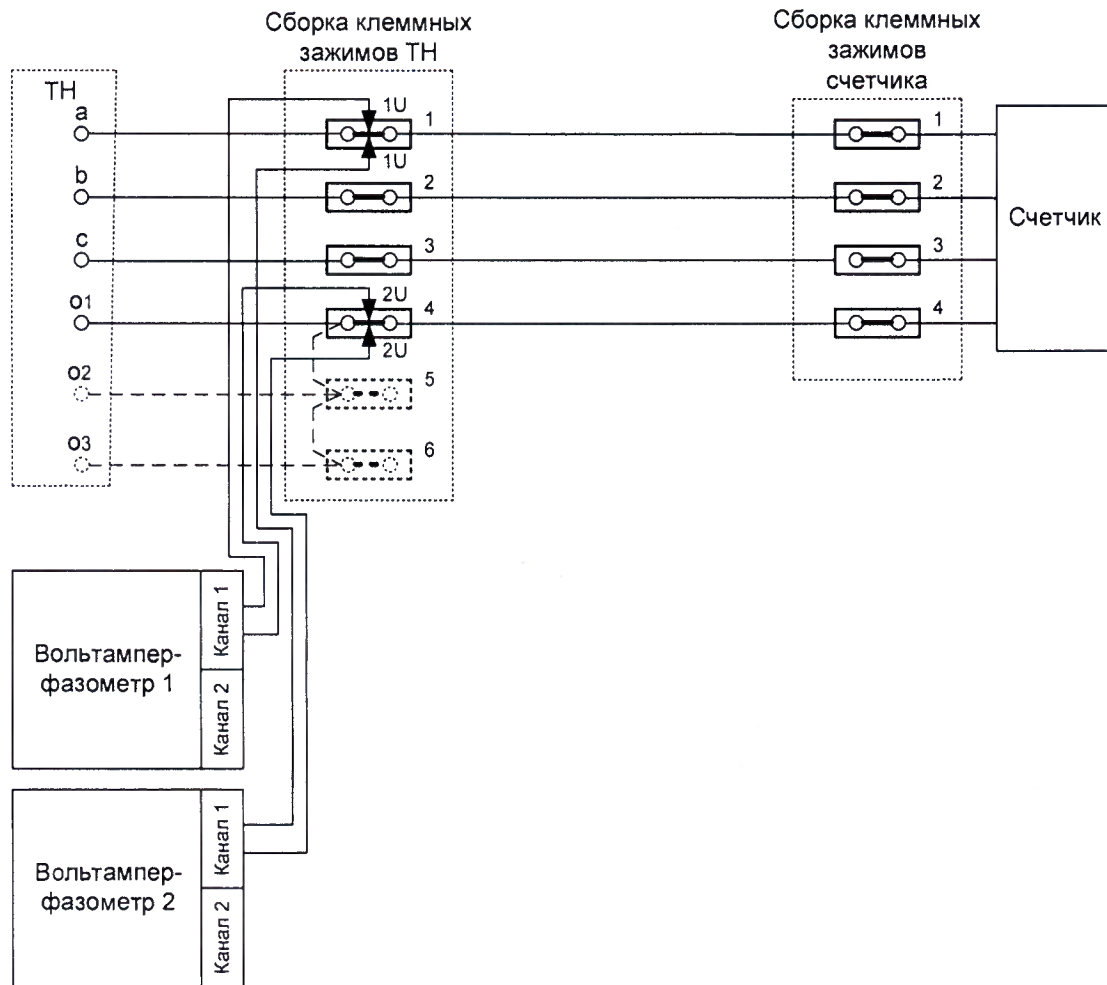 Сборка клеммных
зажимов ТН
Сборка клеммных
зажимов
счетчика
ТН
a
1U
1
1
1U
b
2
2
Счетчик
c
3
3
o1
2U
4
4
2U
o2
5
o3
6
Вольтампер-
фазометр 1
Канал 1
Канал 2
Вольтампер-
фазометр 2
Канал 1
Канал 2